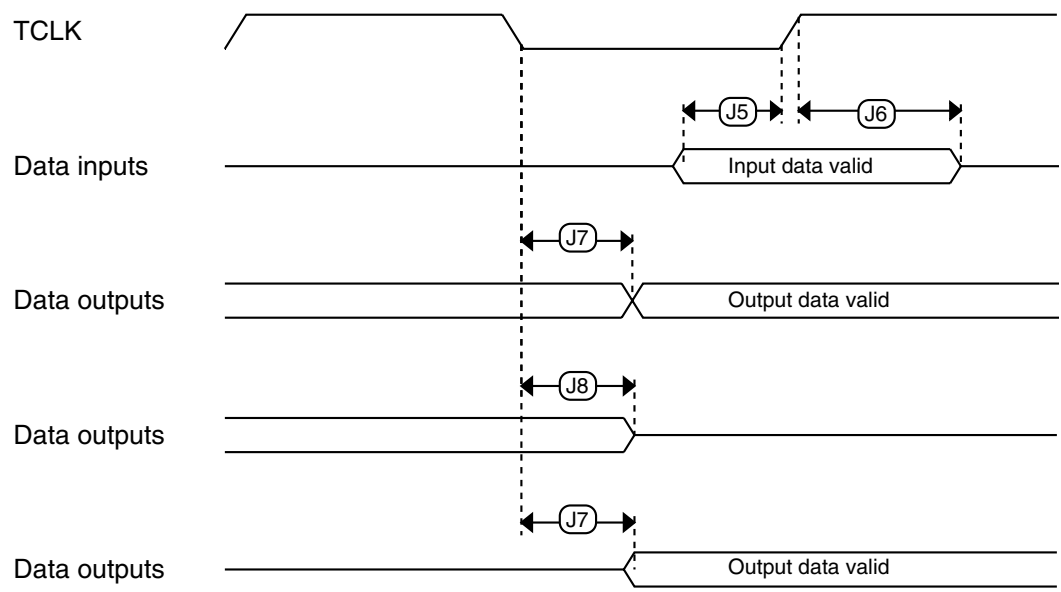 TCLK
J5
J6
Data inputs
Input data valid
J7
Data outputs
Output data valid
J8
Data outputs
J7
Data outputs
Output data valid